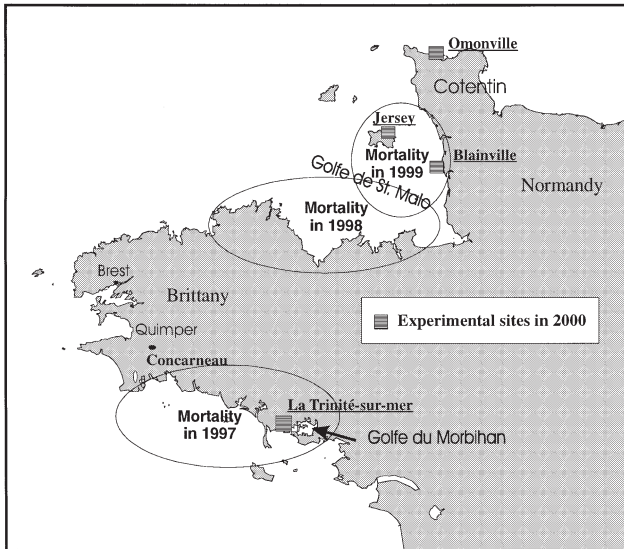 Omonville
Cotentin
Jersey
Mortality
in 1999
Blainville
Golfe de St. Malo
Normandy
Mortality
in 1998
Brest
Brittany
Experimental sites in 2000
Quimper
Concarneau
La Trinité-sur-mer
Mortality
in 1997
Golfe du Morbihan